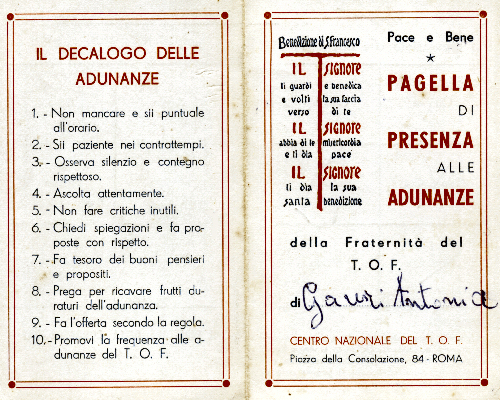 IL DECALOGO DELLE
ADUNANZE
1. - Non mancare e sii puntuale
all'orario.
2. - Sii paziente nei contrattempi.
3. - Osserva silenzio e contegno
rispettoso.
4. - Ascolta attentamente.
5. - Non fare critiche inutili.
6. - Chiedi spiegazioni e fa pro-
poste con rispetto.
7. - Fa tesoro dei buoni pensieri
e propositi.
8. - Prega per ricavare frutti du-
raturi dell'adunanza.
9. - Fa l'offerta secondo la regola.
10. - Promovi la frequenza alle a-
dunanze del T. O. F.
Benedizione di S. Francesco
IL SIGNORE
ti guardi e benedica
e volti la sua faccia
verso di te
IL SIGNORE
abbia di te misericordia
e ti dia pace
IL SIGNORE
ti dia la sua
santa benedizione
Pace e Bene
*
PAGELLA
DI
PRESENZA
ALLE
ADUNANZE
della Fraternità del
T. O. F.
di Gauri Antonia
CENTRO NAZIONALE DEL T. O. F.
Piazza della Consolazione, 84 - ROMA